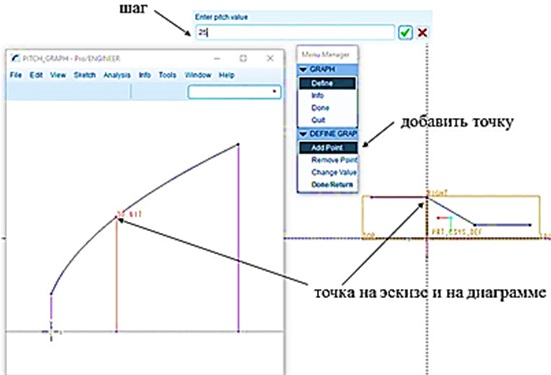 шаг
Enter pitch value
25
PITCH_GRAPH - Pro/ENGINEER
File Edit View Sketch Analysis Info Tools Window Help
Menu Manager
GRAPH
Define
Info
Done
Quit
DEFINE GRAP
Add Point
Remove Point
Change Value
Done/Return
добавить точку
RIGHT
PRT_CSYS_DEF
точка на эскизе и на диаграмме